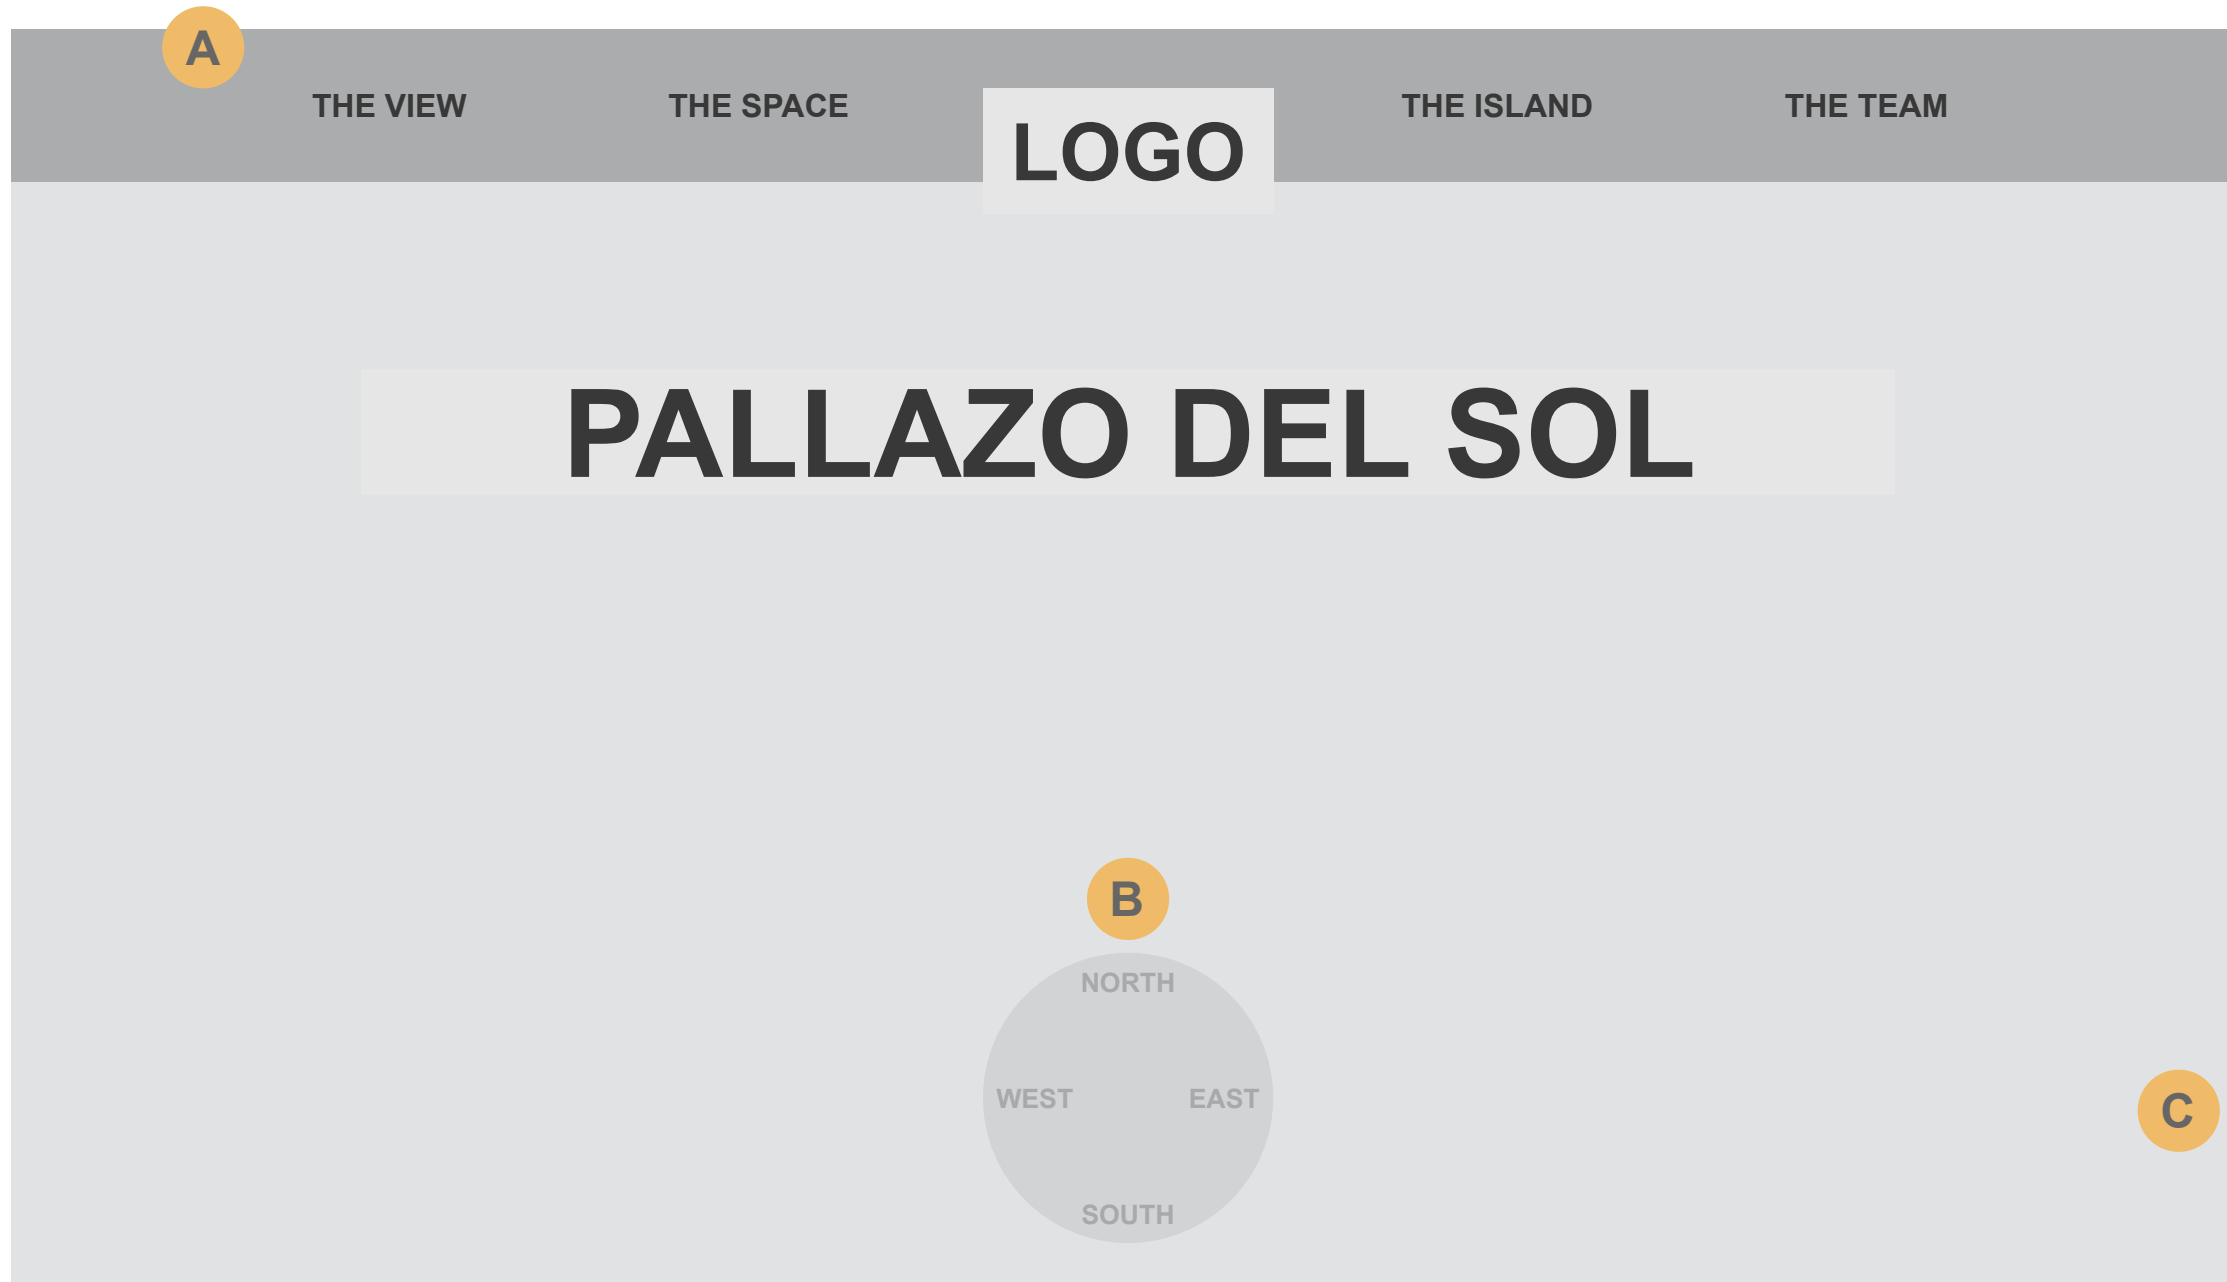 A
THE VIEW THE SPACE LOGO THE ISLAND THE TEAM
PALLAZO DEL SOL
B
NORTH
WEST EAST
C
SOUTH